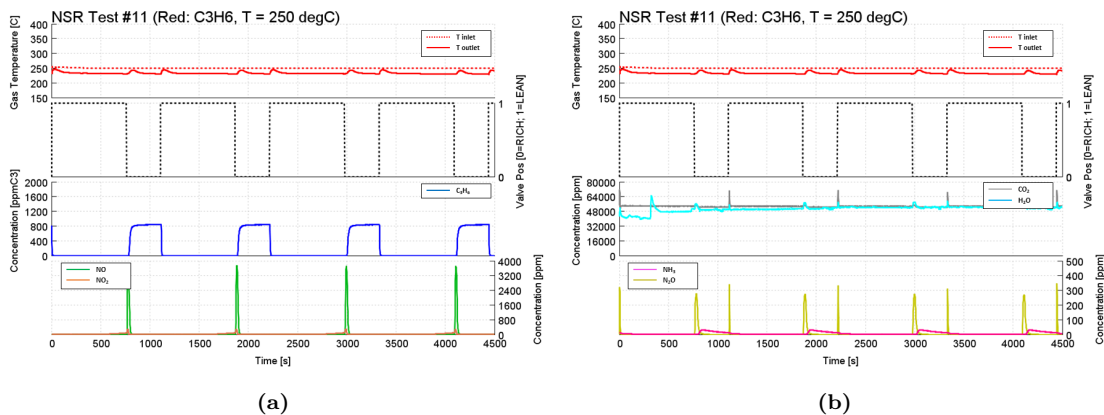 NSR Test #11 (Red: C3H6, T = 250 degC)
Gas Temperature [C]
400
350
300
250
200
150
T inlet
T outlet
Valve Pos [0=RICH; 1=LEAN]
1
0
Concentration [ppmC3]
2000
1600
1200
800
400
0
C₃H₆
NO
NO₂
Concentration [ppm]
4000
3200
2400
1600
800
0
0 500 1000 1500 2000 2500 3000 3500 4000 4500
Time [s]
(a)
NSR Test #11 (Red: C3H6, T = 250 degC)
Gas Temperature [C]
400
350
300
250
200
150
T inlet
T outlet
Valve Pos [0=RICH; 1=LEAN]
1
0
Concentration [ppm]
80000
64000
48000
32000
16000
0
CO₂
H₂O
NH₃
N₂O
Concentration [ppm]
500
400
300
200
100
0
0 500 1000 1500 2000 2500 3000 3500 4000 4500
Time [s]
(b)